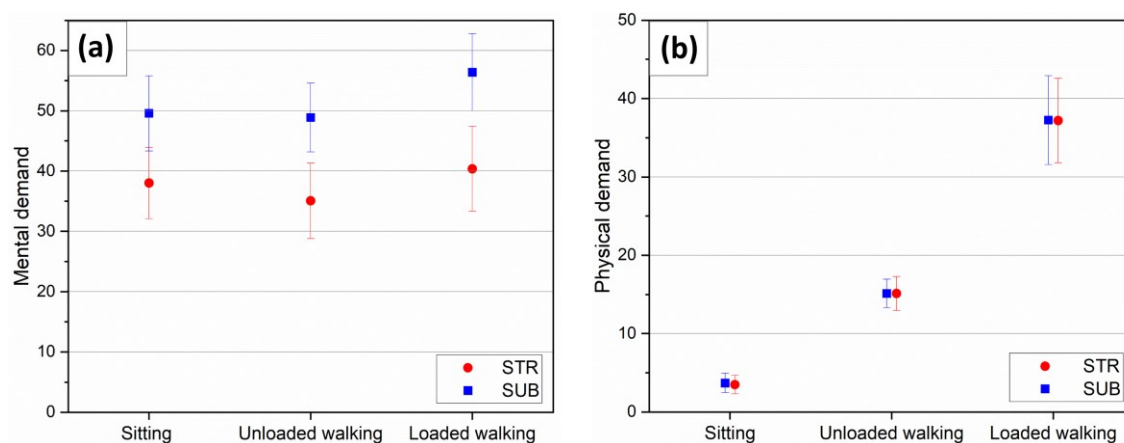 (a)
60
50
40
30
20
10
0
Mental demand
Sitting
Unloaded walking
Loaded walking
STR
SUB
(b)
50
40
30
20
10
0
Physical demand
Sitting
Unloaded walking
Loaded walking
STR
SUB